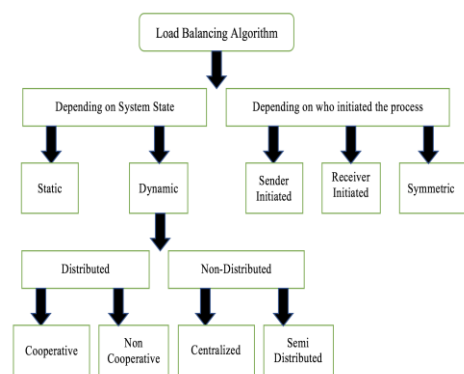 Load Balancing Algorithm
Depending on System State
Depending on who initiated the process
Static
Dynamic
Sender
Initiated
Receiver
Initiated
Symmetric
Distributed
Non-Distributed
Cooperative
Non
Cooperative
Centralized
Semi
Distributed